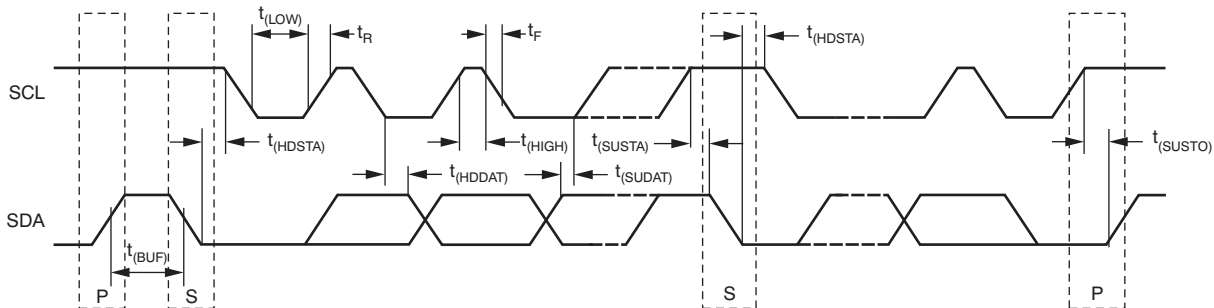 t(LOW)
tR
tF
t(HDSTA)
SCL
t(HDSTA)
t(HIGH)
t(SUSTA)
t(SUSTO)
t(HDDAT)
t(SUDAT)
SDA
t(BUF)
P
S
S
P